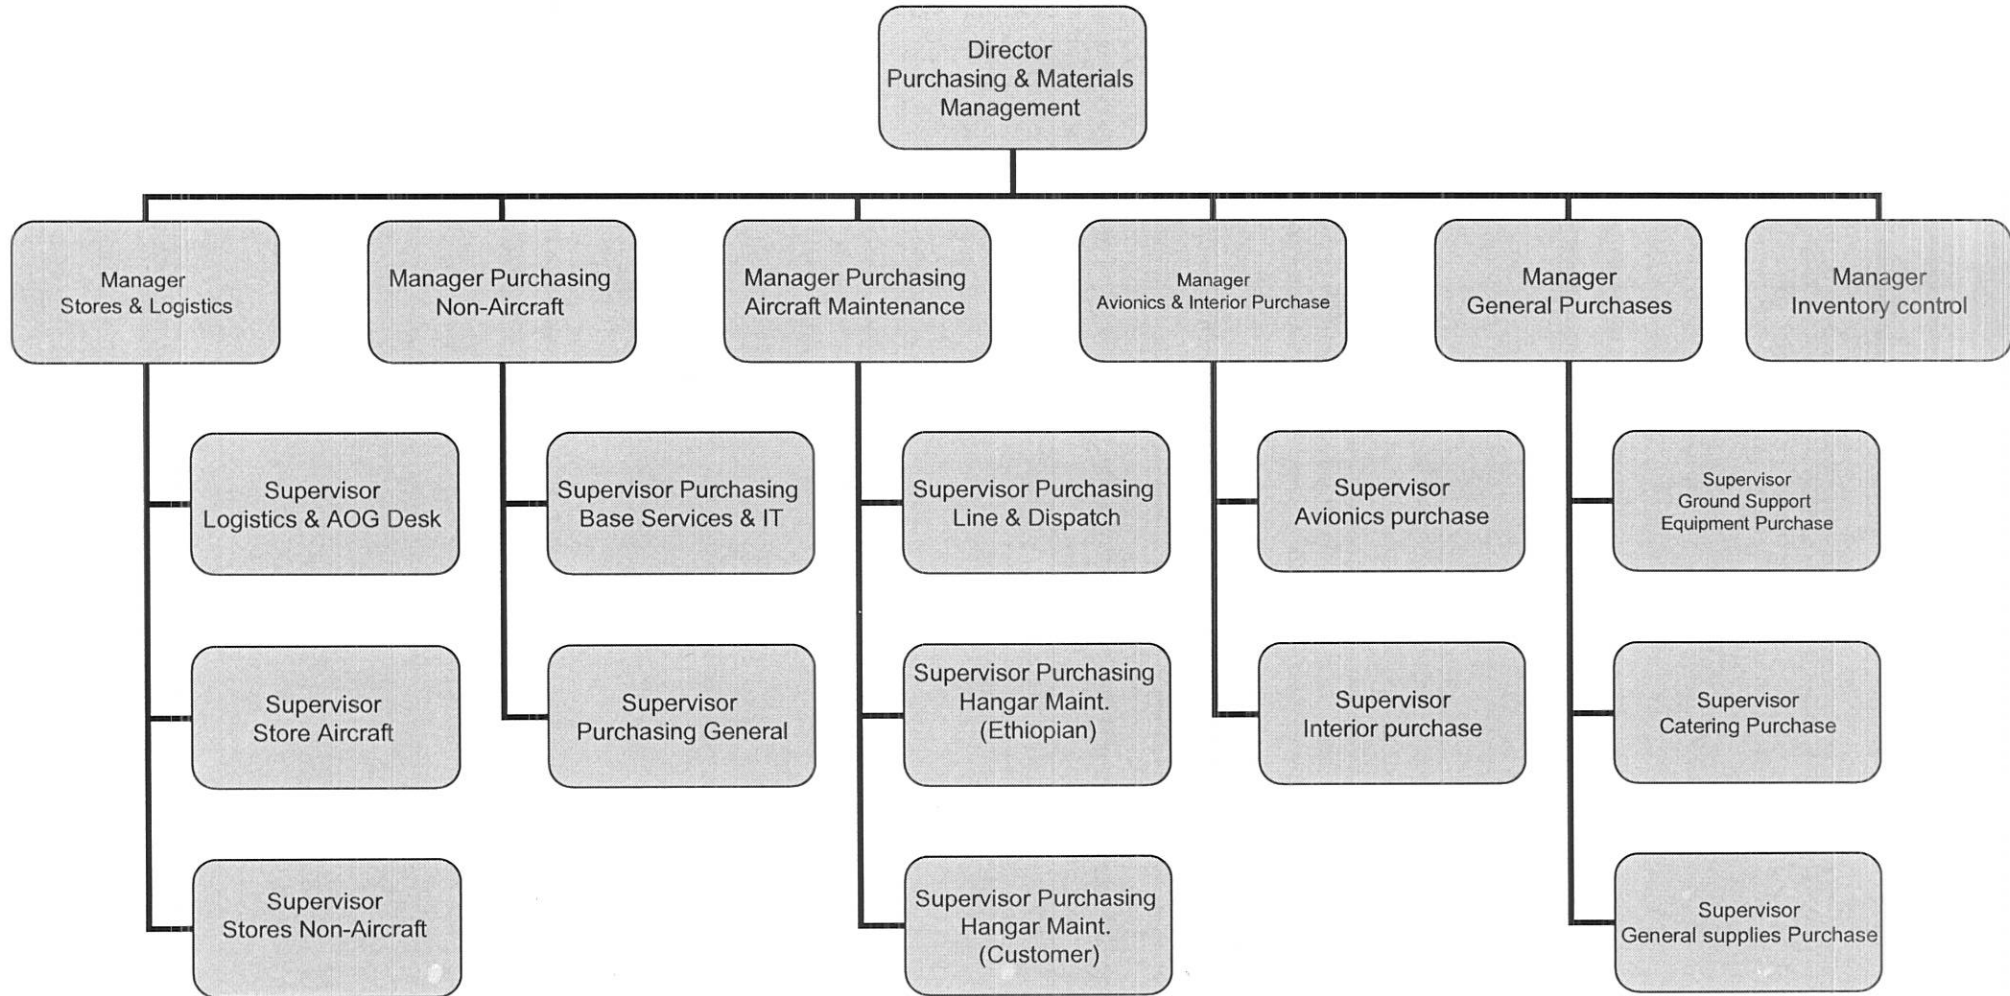 Director
Purchasing & Materials
Management
Manager
Stores & Logistics
Manager Purchasing
Non-Aircraft
Manager Purchasing
Aircraft Maintenance
Manager
Avionics & Interior Purchase
Manager
General Purchases
Manager
Inventory control
Supervisor
Logistics & AOG Desk
Supervisor Purchasing
Base Services & IT
Supervisor Purchasing
Line & Dispatch
Supervisor
Avionics purchase
Supervisor
Ground Support
Equipment Purchase
Supervisor
Store Aircraft
Supervisor
Purchasing General
Supervisor Purchasing
Hangar Maint.
(Ethiopian)
Supervisor
Interior purchase
Supervisor
Catering Purchase
Supervisor
Stores Non-Aircraft
Supervisor Purchasing
Hangar Maint.
(Customer)
Supervisor
General supplies Purchase